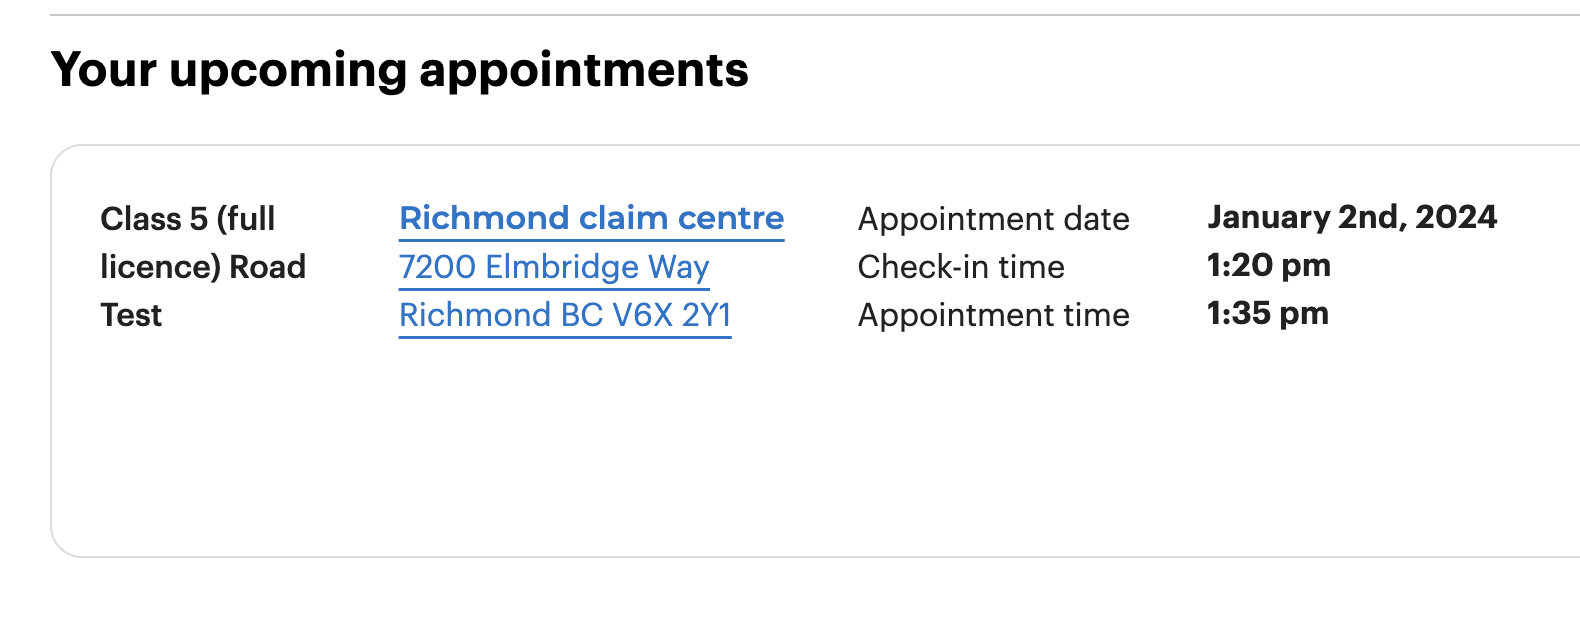 Your upcoming appointments
Class 5 (full
licence) Road
Test
Richmond claim centre
7200 Elmbridge Way
Richmond BC V6X 2Y1
Appointment date
Check-in time
Appointment time
January 2nd, 2024
1:20 pm
1:35 pm